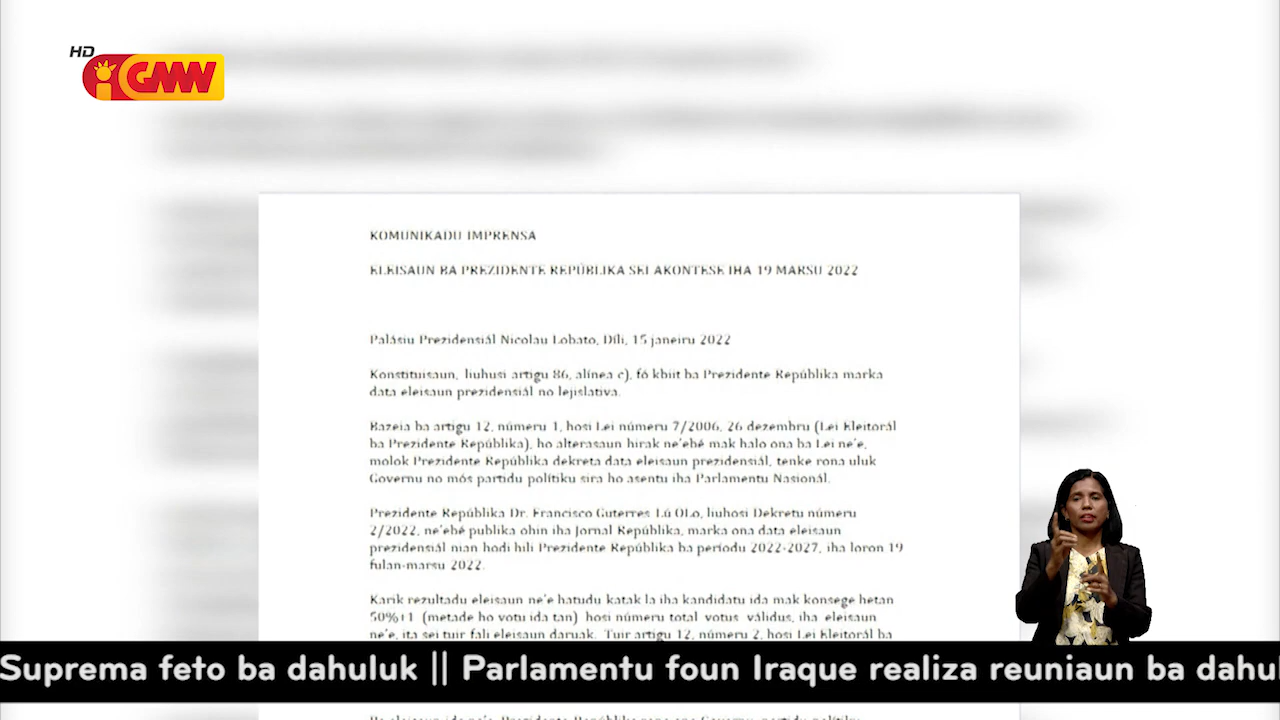 HD
GMN
KOMUNIKADU IMPRENSA
ELEISAUN BA PREZIDENTE REPÚBLIKA SEI AKONTESE IHA 19 MARSU 2022
Palásiu Prezidensiál Nicolau Lobato, Díli, 15 janeiru 2022
Konstituisaun, liuhusi artigu 86, alínea c), fó kbiit ba Prezidente Repúblika marka
data eleisaun prezidensiál no lejislativa.
Bazeia ba artigu 12, númeru 1, hosi Lei númeru 7/2006, 26 dezembru (Lei Eleitorál
ba Prezidente Repúblika), ho alterasaun hirak ne'ebé mak halo ona ba Lei ne'e,
molok Prezidente Repúblika dekreta data eleisaun prezidensiál, tenke rona uluk
Governu no mós partidu polítiku sira ho asentu iha Parlamentu Nasionál.
Prezidente Repúblika Dr. Francisco Guterres Lú OLo, liuhosi Dekretu númeru
2/2022, ne'ebé publika ohin iha Jornal Repúblika, marka ona data eleisaun
prezidensiál nian hodi hili Prezidente Repúblika ba períodu 2022-2027, iha loron 19
fulan-marsu 2022.
Karik rezultadu eleisaun ne'e hatudu katak la iha kandidatu ida mak konsege hetan
50%+1 (metade ho votu ida tan) hosi númeru total votus válidus, iha eleisaun
ne'e, ita sei tuir fali eleisaun daruak. Tuir artigu 12, númeru 2, hosi Lei Eleitorál ba
Suprema feto ba dahuluk || Parlamentu foun Iraque realiza reuniaun ba dahul